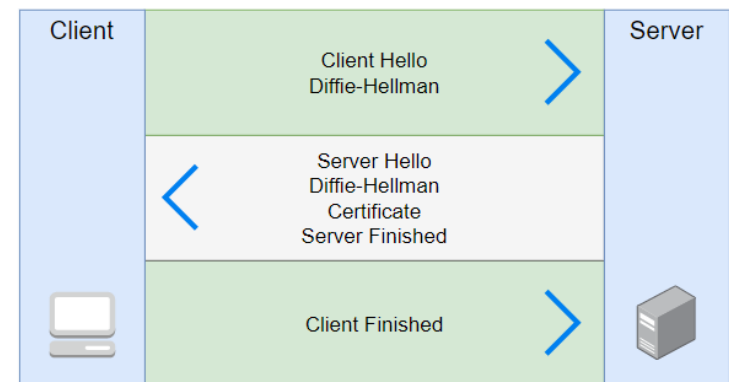 Client
Server
Client Hello
Diffie-Hellman
Server Hello
Diffie-Hellman
Certificate
Server Finished
Client Finished